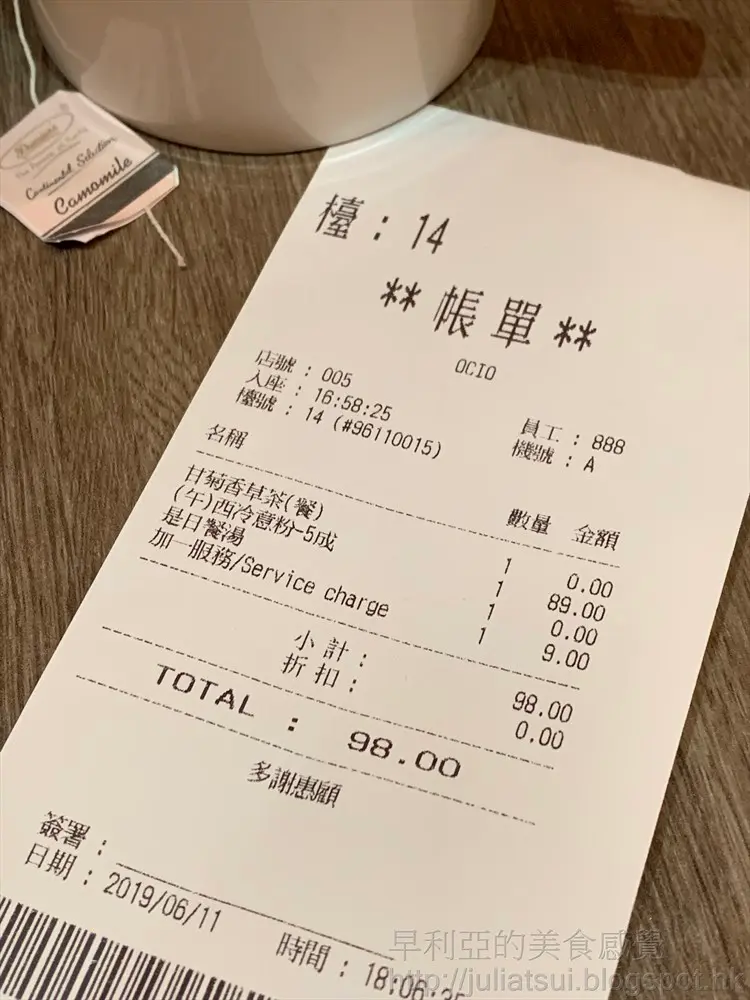 Continental Selection
Camomile
檯：14
** 帳單 **
OCIO
店號：005
員工：888
入座：16:58:25
機號：A
檯號：14 (#96110015)
名稱 數量 金額
甘菊香草茶(餐) 1 0.00
(午)西冷意粉-5成 1 89.00
是日餐湯 1 0.00
加一服務/Service charge 1 9.00
小計： 98.00
折扣： 0.00
TOTAL : 98.00
多謝惠顧
簽署：
日期：2019/06/11
時間：18:06:35
早利亞的美食感覺
http://juliatsui.blogspot.hk